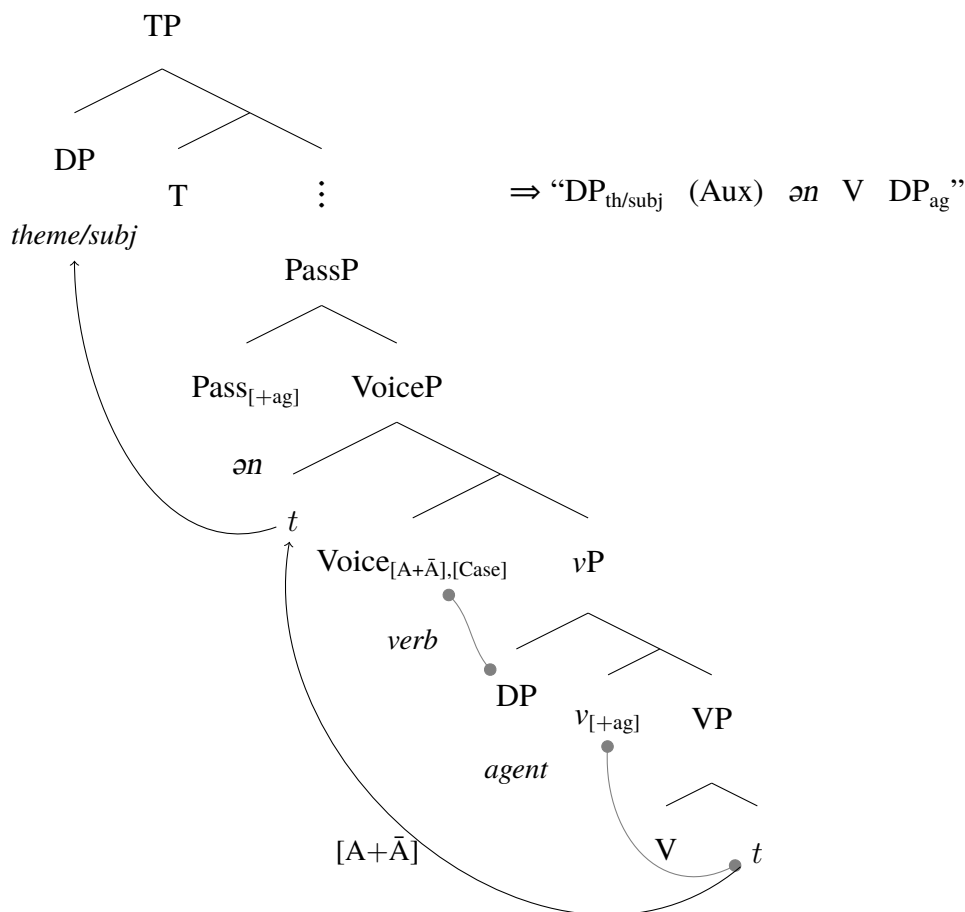 TP
DP
T
⋮
⇒ “DP_th/subj (Aux) ən V DP_ag”
theme/subj
PassP
Pass_[+ag] VoiceP
ən
t
Voice_[A+Ā],[Case] vP
verb
DP v_[+ag] VP
agent
[A+Ā] V t